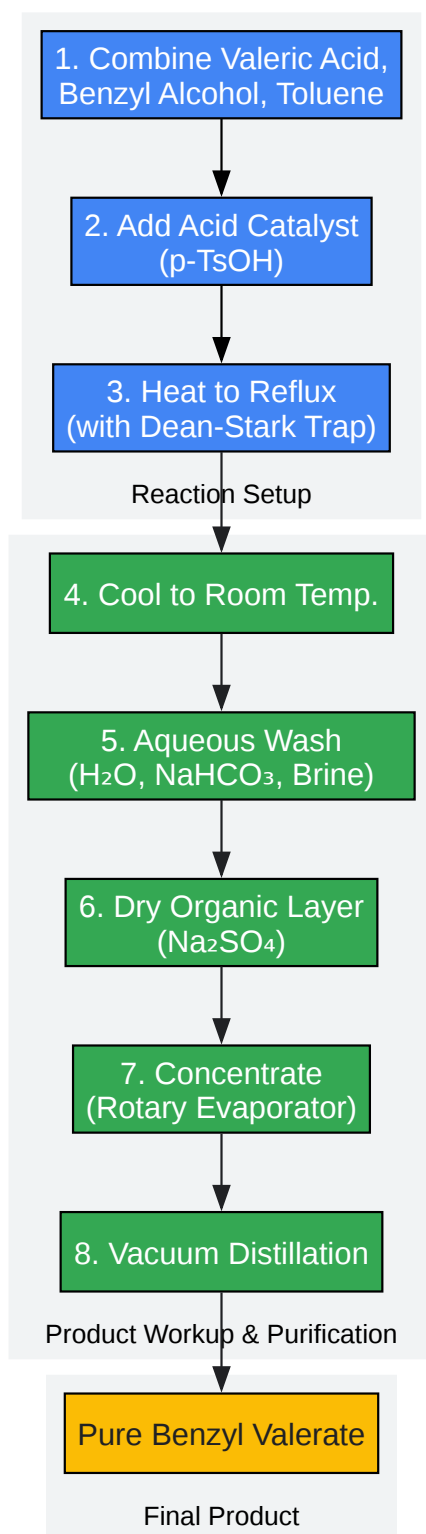 1. Combine Valeric Acid,
Benzyl Alcohol, Toluene
2. Add Acid Catalyst
(p-TsOH)
3. Heat to Reflux
(with Dean-Stark Trap)
Reaction Setup
4. Cool to Room Temp.
5. Aqueous Wash
(H₂O, NaHCO₃, Brine)
6. Dry Organic Layer
(Na₂SO₄)
7. Concentrate
(Rotary Evaporator)
8. Vacuum Distillation
Product Workup & Purification
Pure Benzyl Valerate
Final Product